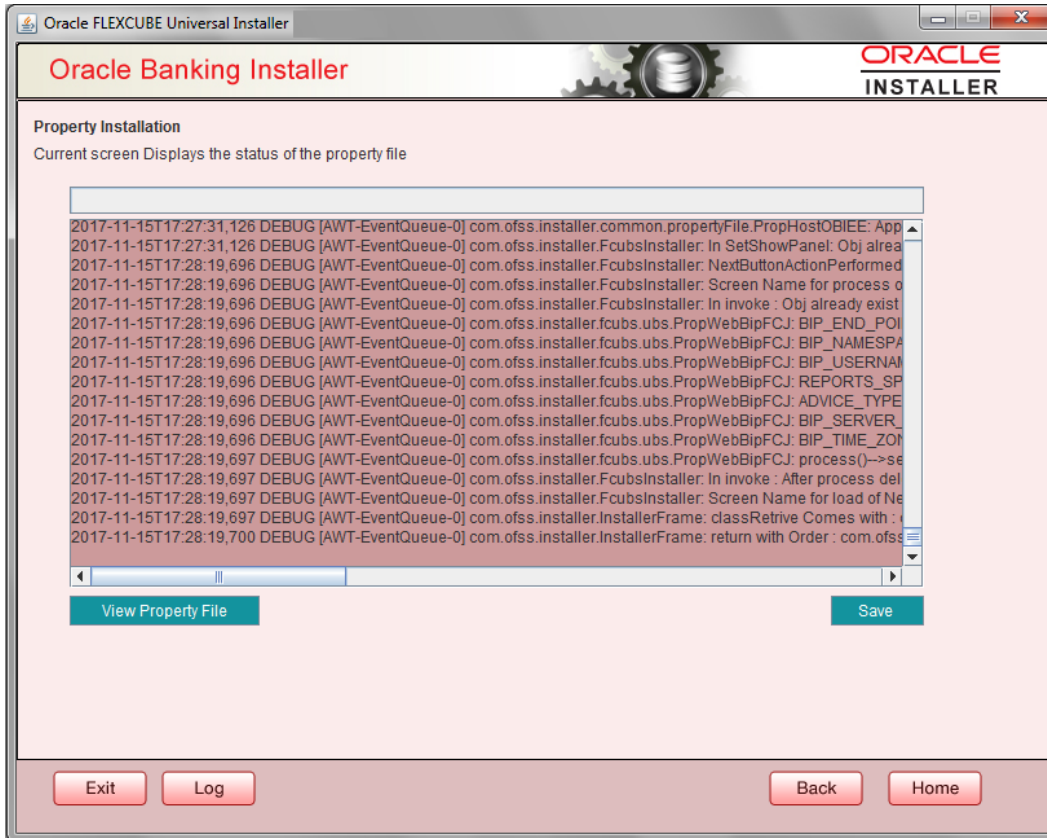 Oracle FLEXCUBE Universal Installer
Oracle Banking Installer
ORACLE
INSTALLER
Property Installation
Current screen Displays the status of the property file
2017-11-15T17:27:31,126 DEBUG [AWT-EventQueue-0] com.ofss.installer.common.propertyFile.PropHostOBIEE: App
2017-11-15T17:27:31,126 DEBUG [AWT-EventQueue-0] com.ofss.installer.FcubsInstaller: In SetShowPanel: Obj alrea
2017-11-15T17:28:19,696 DEBUG [AWT-EventQueue-0] com.ofss.installer.FcubsInstaller: NextButtonActionPerformed
2017-11-15T17:28:19,696 DEBUG [AWT-EventQueue-0] com.ofss.installer.FcubsInstaller: Screen Name for process o
2017-11-15T17:28:19,696 DEBUG [AWT-EventQueue-0] com.ofss.installer.FcubsInstaller: In invoke : Obj already exist
2017-11-15T17:28:19,696 DEBUG [AWT-EventQueue-0] com.ofss.installer.fcubs.ubs.PropWebBipFCJ: BIP_END_POI
2017-11-15T17:28:19,696 DEBUG [AWT-EventQueue-0] com.ofss.installer.fcubs.ubs.PropWebBipFCJ: BIP_NAMESPA
2017-11-15T17:28:19,696 DEBUG [AWT-EventQueue-0] com.ofss.installer.fcubs.ubs.PropWebBipFCJ: BIP_USERNAM
2017-11-15T17:28:19,696 DEBUG [AWT-EventQueue-0] com.ofss.installer.fcubs.ubs.PropWebBipFCJ: REPORTS_SP
2017-11-15T17:28:19,696 DEBUG [AWT-EventQueue-0] com.ofss.installer.fcubs.ubs.PropWebBipFCJ: ADVICE_TYPE
2017-11-15T17:28:19,696 DEBUG [AWT-EventQueue-0] com.ofss.installer.fcubs.ubs.PropWebBipFCJ: BIP_SERVER_
2017-11-15T17:28:19,696 DEBUG [AWT-EventQueue-0] com.ofss.installer.fcubs.ubs.PropWebBipFCJ: BIP_TIME_ZON
2017-11-15T17:28:19,697 DEBUG [AWT-EventQueue-0] com.ofss.installer.fcubs.ubs.PropWebBipFCJ: process()-->se
2017-11-15T17:28:19,697 DEBUG [AWT-EventQueue-0] com.ofss.installer.FcubsInstaller: In invoke : After process del
2017-11-15T17:28:19,697 DEBUG [AWT-EventQueue-0] com.ofss.installer.FcubsInstaller: Screen Name for load of Ne
2017-11-15T17:28:19,697 DEBUG [AWT-EventQueue-0] com.ofss.installer.InstallerFrame: classRetrive Comes with :
2017-11-15T17:28:19,700 DEBUG [AWT-EventQueue-0] com.ofss.installer.InstallerFrame: return with Order : com.ofss
View Property File
Save
Exit
Log
Back
Home